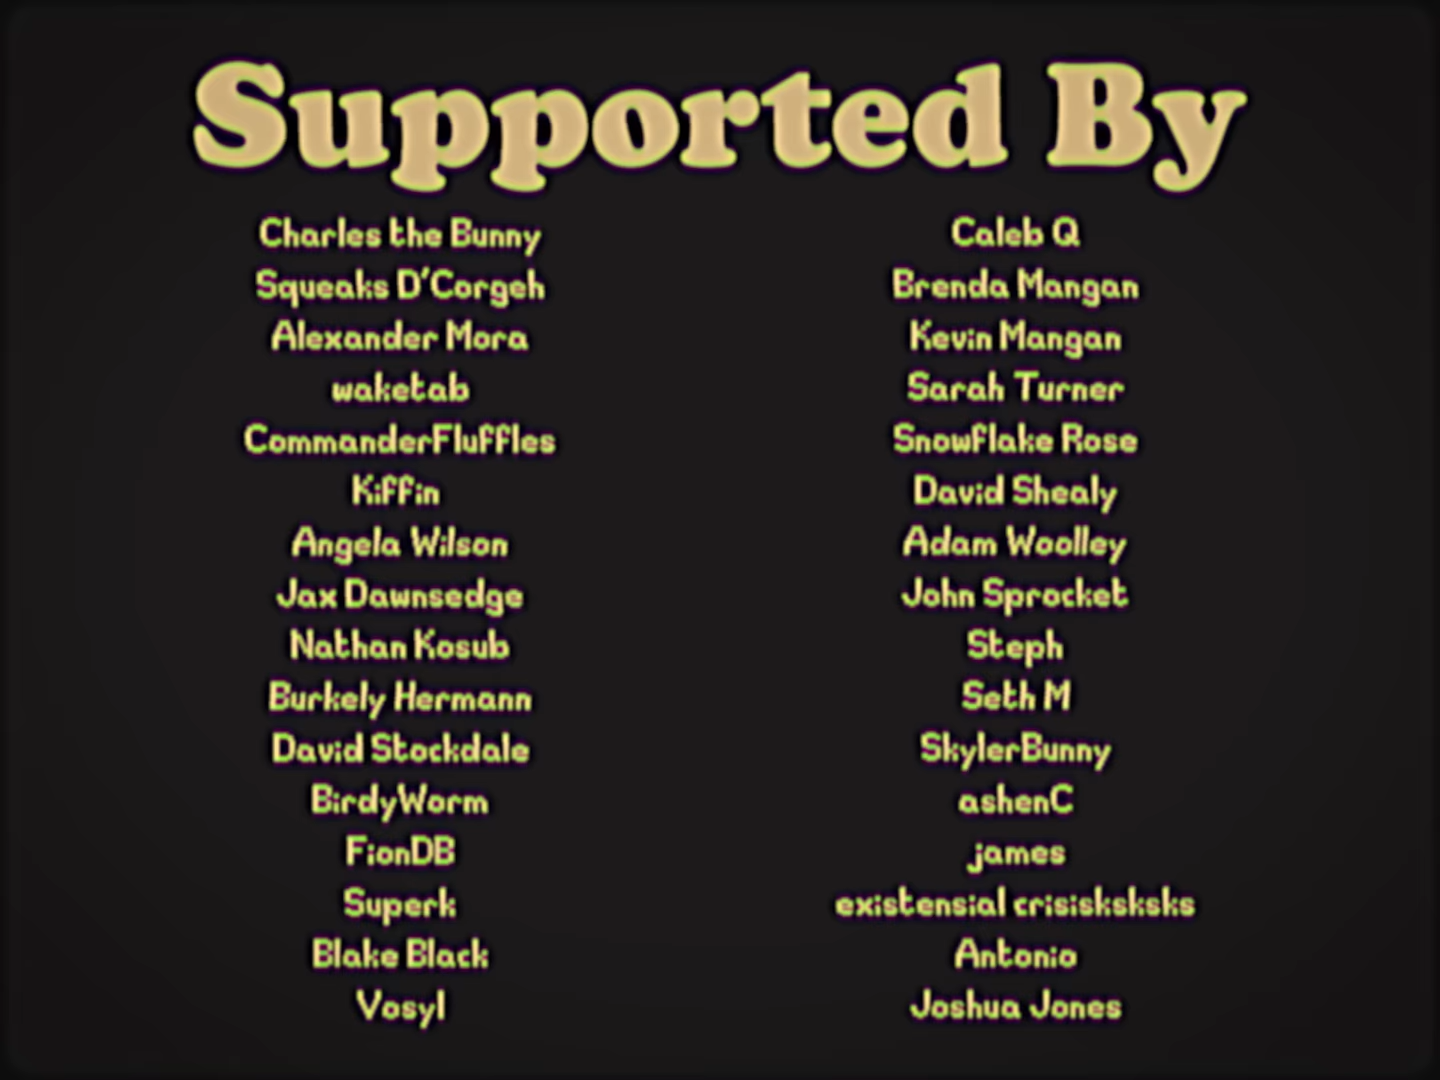 Supported By
Charles the Bunny
Squeaks D'Corgeh
Alexander Mora
waketab
CommanderFluffles
Kiffin
Angela Wilson
Jax Dawnsedge
Nathan Kosub
Burkely Hermann
David Stockdale
BirdyWorm
FionDB
Superk
Blake Black
Vosyl
Caleb Q
Brenda Mangan
Kevin Mangan
Sarah Turner
Snowflake Rose
David Shealy
Adam Woolley
John Sprocket
Steph
Seth M
SkylerBunny
ashenC
james
existensial crisisksksks
Antonio
Joshua Jones